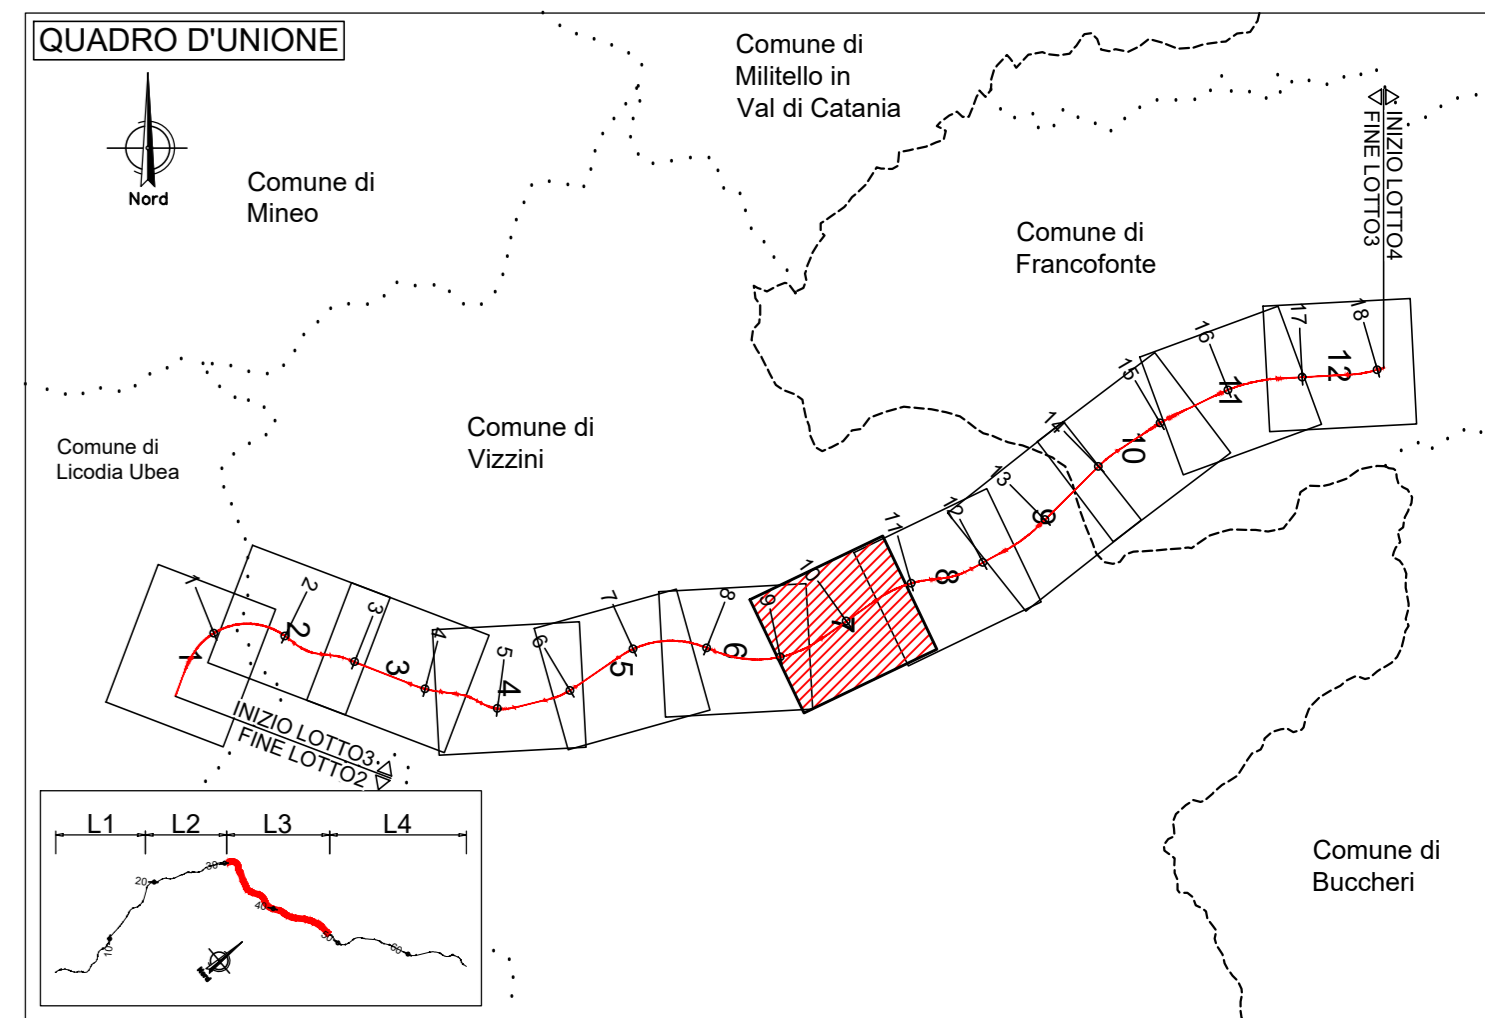 QUADRO D'UNIONE
Nord
Comune di
Mineo
Comune di
Militello in
Val di Catania
Comune di
Francofonte
INIZIO LOTTO4
FINE LOTTO3
Comune di
Licodia Ubea
Comune di
Vizzini
Comune di
Buccheri
1
2
3
4
5
6
7
8
9
10
11
12
13
14
15
16
17
18
1
2
3
4
5
6
7
8
9
10
11
12
INIZIO LOTTO3
FINE LOTTO2
L1
L2
L3
L4
10
20
30
40
50
60
Nord